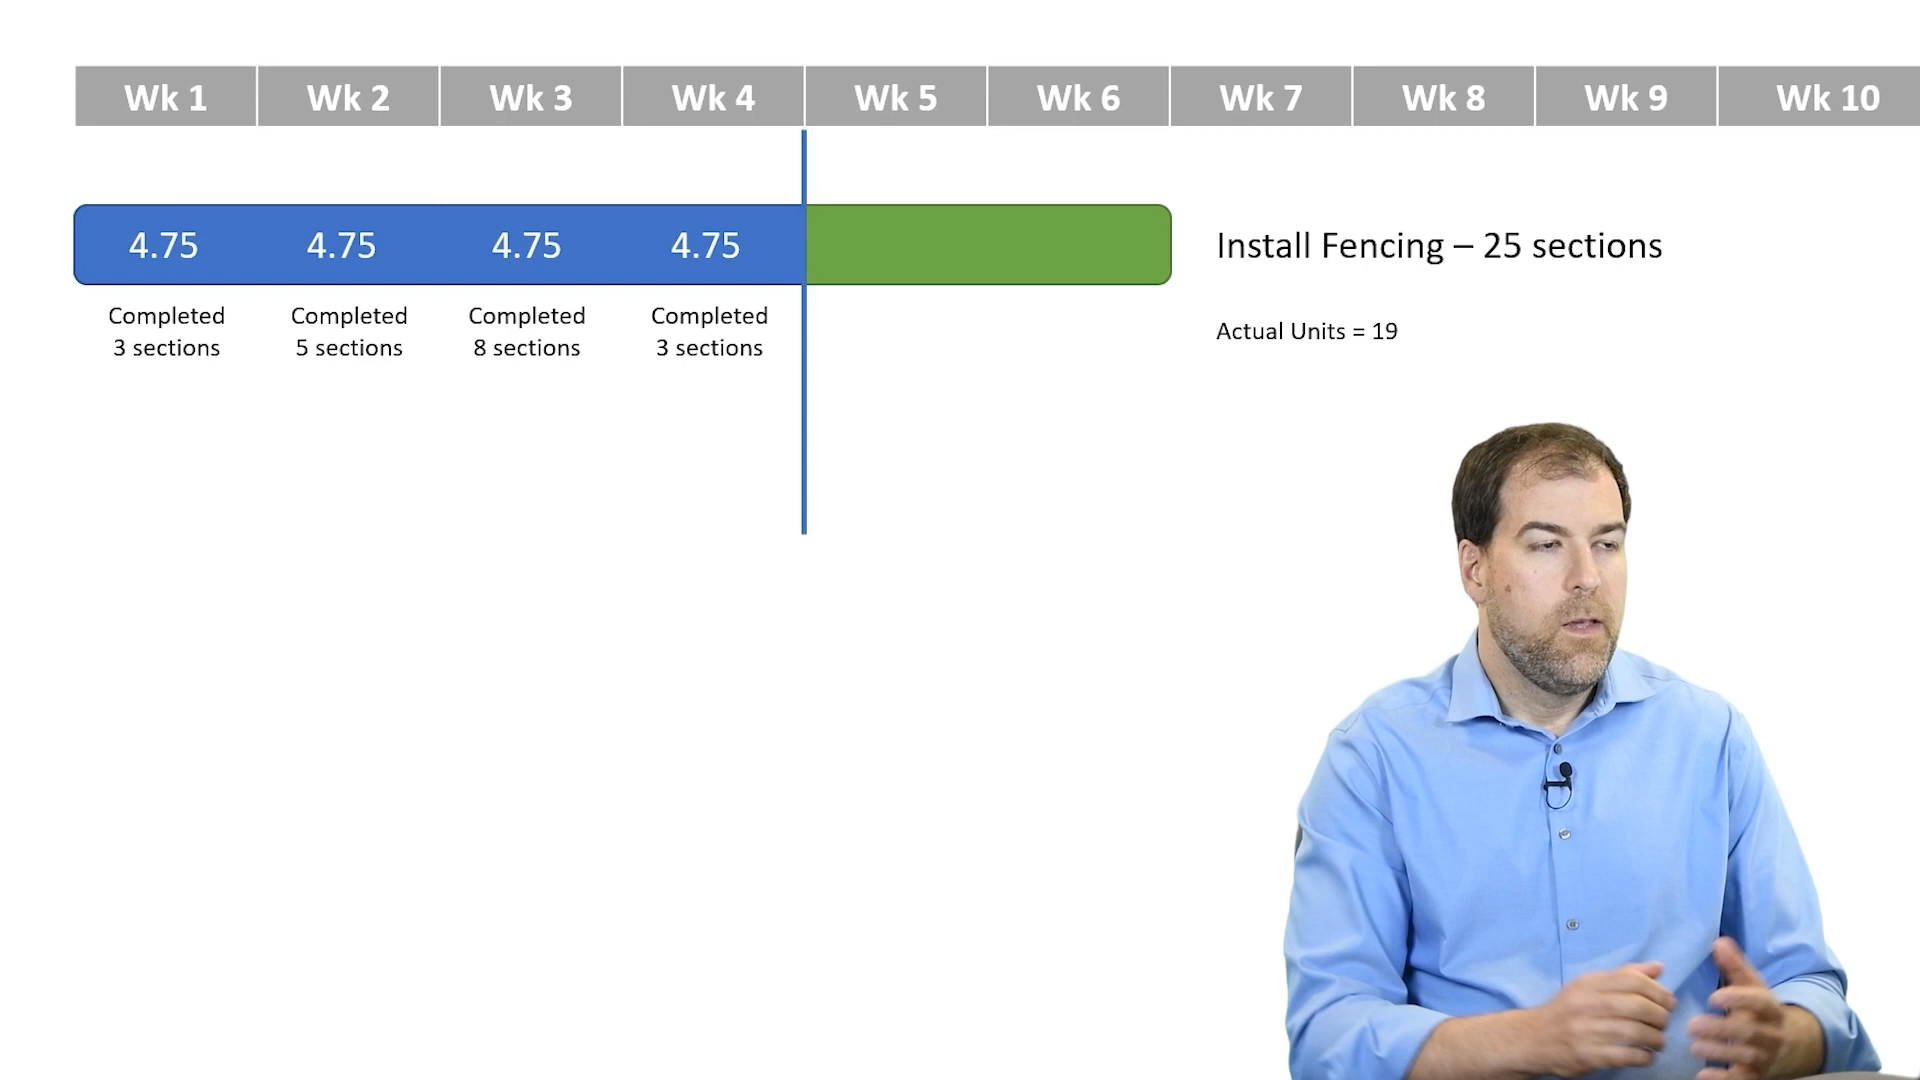 Wk 1 Wk 2 Wk 3 Wk 4 Wk 5 Wk 6 Wk 7 Wk 8 Wk 9 Wk 10
4.75 4.75 4.75 4.75 Install Fencing – 25 sections
Completed Completed Completed Completed
3 sections 5 sections 8 sections 3 sections
Actual Units = 19